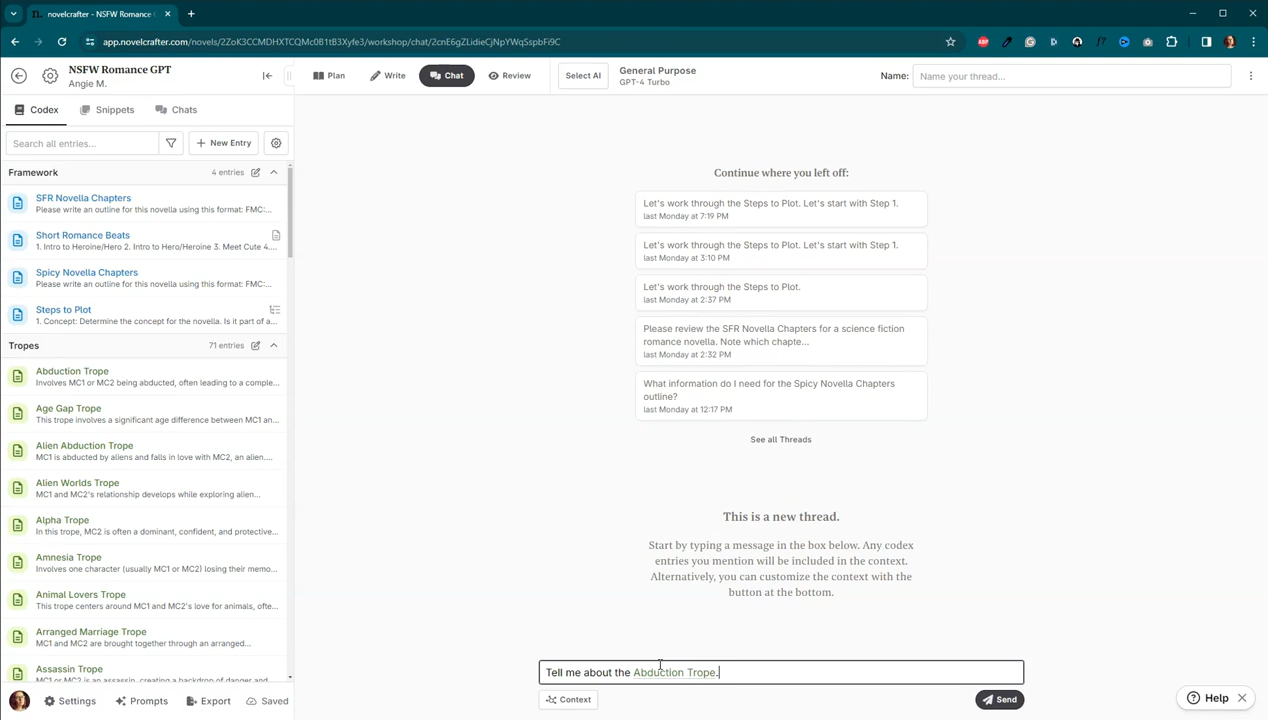 novelcrafter - NSFW Romance
app.novelcrafter.com/novels/2ZoK3CCMDHXTCQMc0B1tB3Xyfe3/workshop/chat/2cnE6gZLidieCjNpYWqSspbFi9C
NSFW Romance GPT
Angie M.
Plan
Write
Chat
Review
Select AI
General Purpose
GPT-4 Turbo
Name:
Name your thread...
Codex
Snippets
Chats
Search all entries...
+ New Entry
Framework
4 entries
SFR Novella Chapters
Please write an outline for this novella using this format: FMC:...
Short Romance Beats
1. Intro to Heroine/Hero 2. Intro to Hero/Heroine 3. Meet Cute 4....
Spicy Novella Chapters
Please write an outline for this novella using this format: FMC:...
Steps to Plot
1. Concept: Determine the concept for the novella. Is it part of a...
Tropes
71 entries
Abduction Trope
Involves MC1 or MC2 being abducted, often leading to a comple...
Age Gap Trope
This trope involves a significant age difference between MC1 an...
Alien Abduction Trope
MC1 is abducted by aliens and falls in love with MC2, an alien....
Alien Worlds Trope
MC1 and MC2's relationship develops while exploring alien...
Alpha Trope
In this trope, MC2 is often a dominant, confident, and protective...
Amnesia Trope
Involves one character (usually MC1 or MC2) losing their memo...
Animal Lovers Trope
This trope centers around MC1 and MC2's love for animals, ofte...
Arranged Marriage Trope
MC1 and MC2 are brought together through an arranged...
Assassin Trope
Settings
Prompts
Export
Saved
Continue where you left off:
Let's work through the Steps to Plot. Let's start with Step 1.
last Monday at 7:19 PM
Let's work through the Steps to Plot. Let's start with Step 1.
last Monday at 3:10 PM
Let's work through the Steps to Plot.
last Monday at 2:37 PM
Please review the SFR Novella Chapters for a science fiction
romance novella. Note which chapte...
last Monday at 2:32 PM
What information do I need for the Spicy Novella Chapters
outline?
last Monday at 12:17 PM
See all Threads
This is a new thread.
Start by typing a message in the box below. Any codex
entries you mention will be included in the context.
Alternatively, you can customize the context with the
button at the bottom.
Tell me about the Abduction Trope.
Context
Send
Help